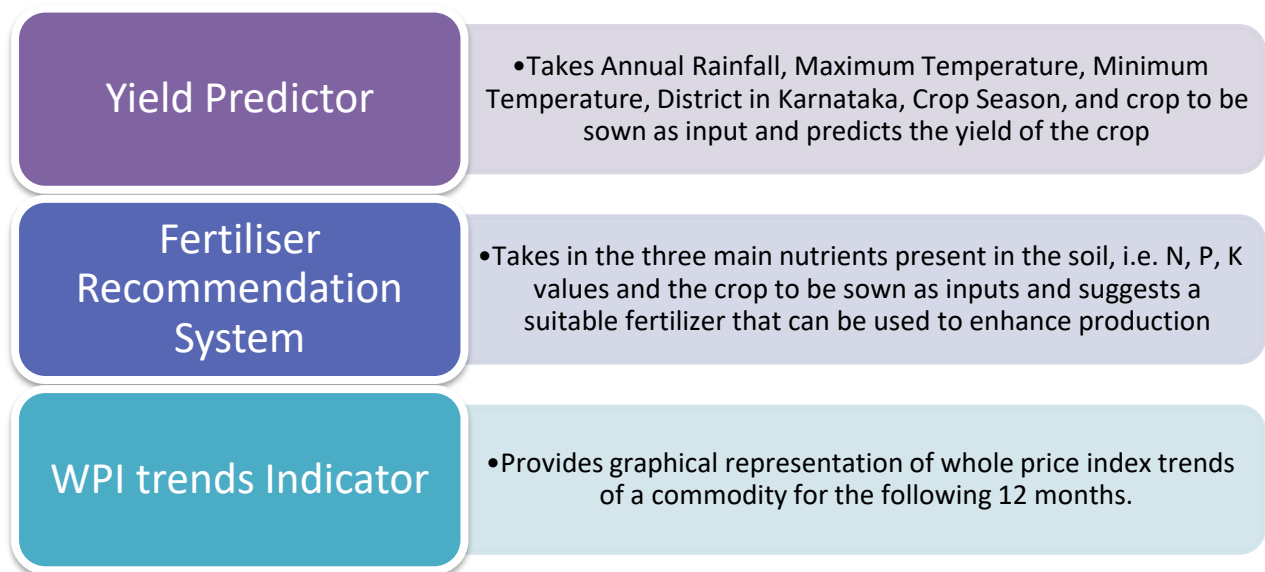 Yield Predictor
•Takes Annual Rainfall, Maximum Temperature, Minimum
Temperature, District in Karnataka, Crop Season, and crop to be
sown as input and predicts the yield of the crop
Fertiliser
Recommendation
System
•Takes in the three main nutrients present in the soil, i.e. N, P, K
values and the crop to be sown as inputs and suggests a
suitable fertilizer that can be used to enhance production
WPI trends Indicator
•Provides graphical representation of whole price index trends
of a commodity for the following 12 months.